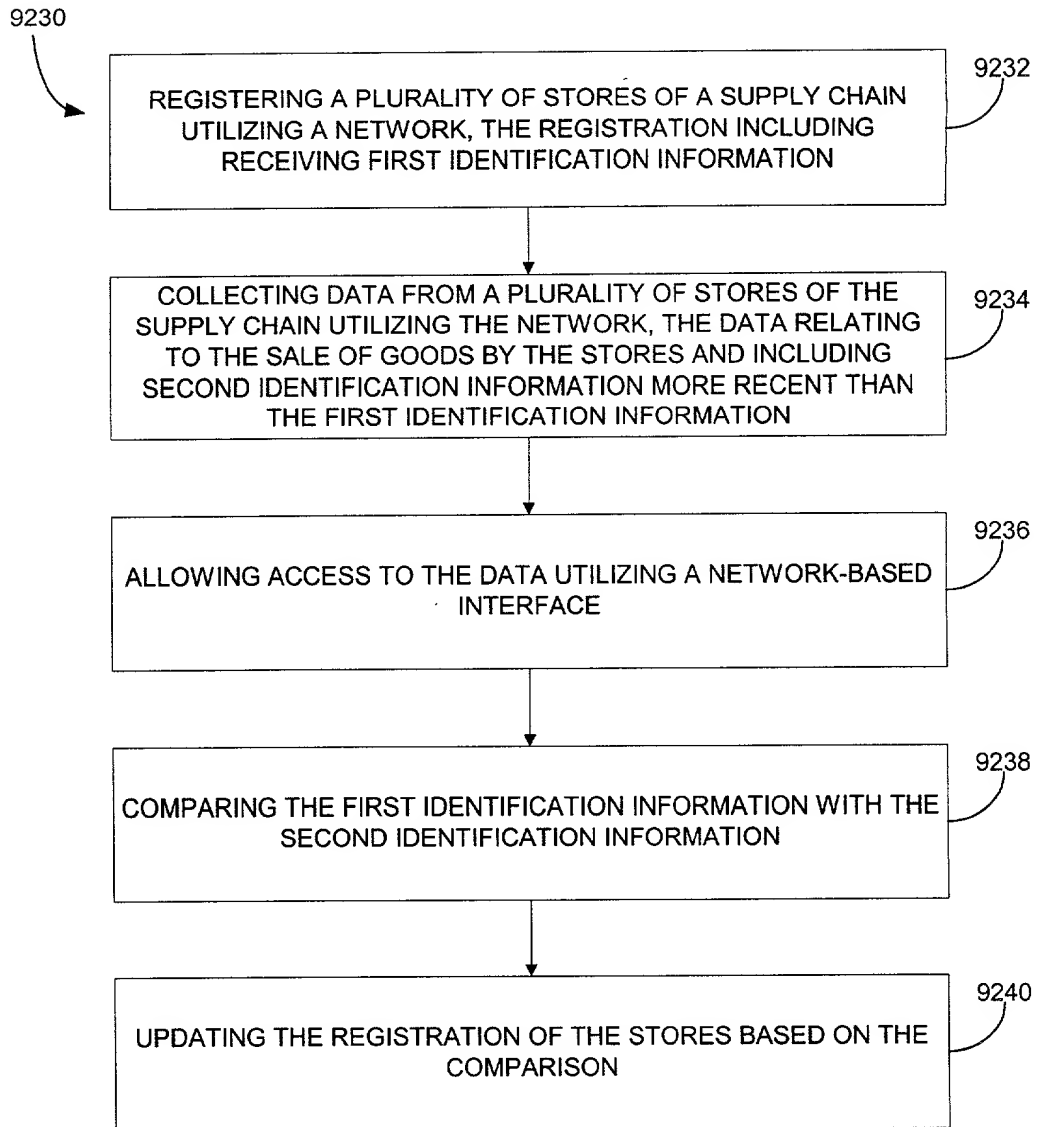 9230
9232
REGISTERING A PLURALITY OF STORES OF A SUPPLY CHAIN
UTILIZING A NETWORK, THE REGISTRATION INCLUDING
RECEIVING FIRST IDENTIFICATION INFORMATION
9234
COLLECTING DATA FROM A PLURALITY OF STORES OF THE
SUPPLY CHAIN UTILIZING THE NETWORK, THE DATA RELATING
TO THE SALE OF GOODS BY THE STORES AND INCLUDING
SECOND IDENTIFICATION INFORMATION MORE RECENT THAN
THE FIRST IDENTIFICATION INFORMATION
9236
ALLOWING ACCESS TO THE DATA UTILIZING A NETWORK-BASED
INTERFACE
9238
COMPARING THE FIRST IDENTIFICATION INFORMATION WITH THE
SECOND IDENTIFICATION INFORMATION
9240
UPDATING THE REGISTRATION OF THE STORES BASED ON THE
COMPARISON